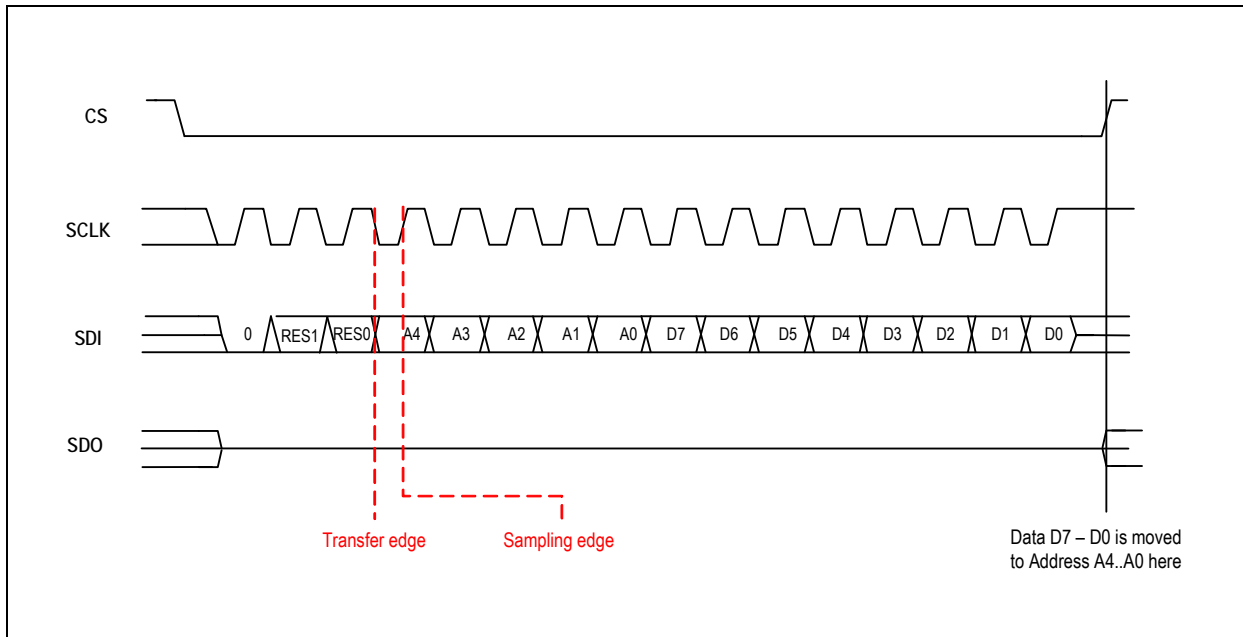 CS
SCLK
SDI
0 RES1 RES0 A4 A3 A2 A1 A0 D7 D6 D5 D4 D3 D2 D1 D0
SDO
Transfer edge
Sampling edge
Data D7 – D0 is moved
to Address A4..A0 here